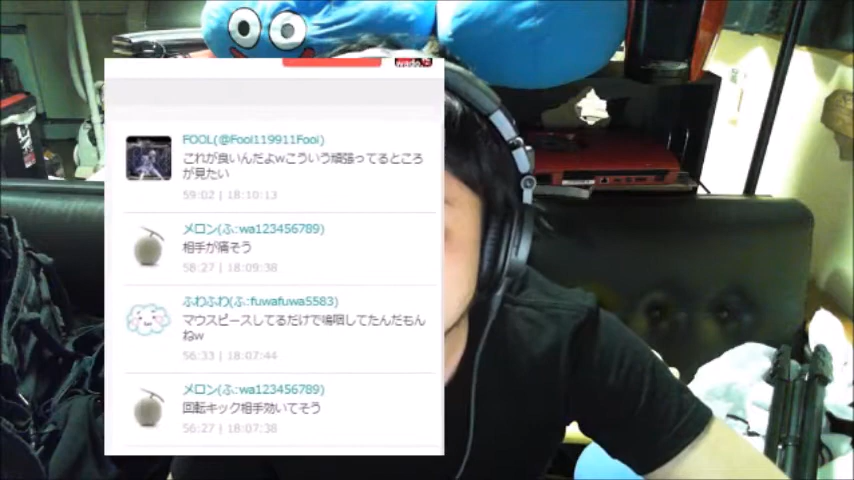 FOOL(@Fool119911Fool)
これが良いんだよwこういう頑張ってるところ
が見たい
59:02 | 18:10:13
メロン(ふ:wa123456789)
相手が痛そう
58:27 | 18:09:38
ふわふわ(ふ:fuwafuwa5583)
マウスピースしてるだけで嗚咽してたんだもん
ねw
56:33 | 18:07:44
メロン(ふ:wa123456789)
回転キック相手効いてそう
56:27 | 18:07:38